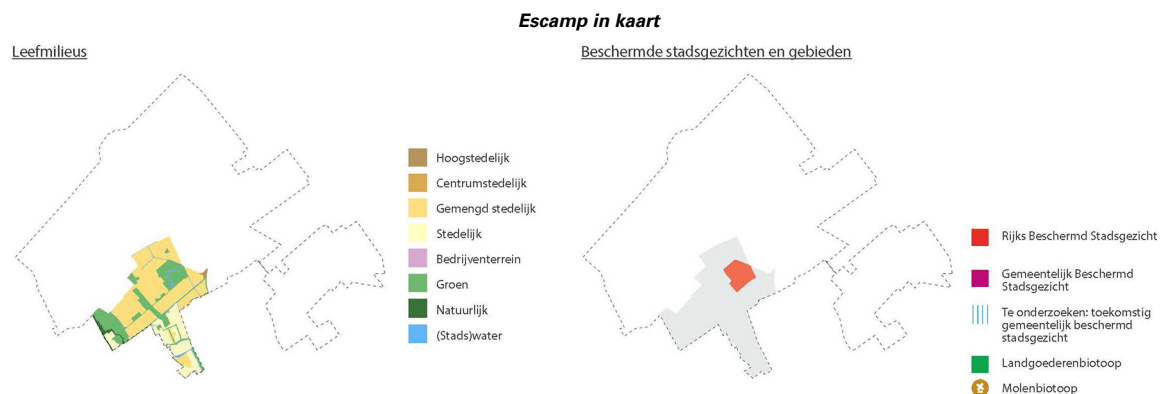 Escamp in kaart
Leefmilieus
Hoogstedelijk
Centrumstedelijk
Gemengd stedelijk
Stedelijk
Bedrijventerrein
Groen
Natuurlijk
(Stads)water
Beschermde stadsgezichten en gebieden
Rijks Beschermd Stadsgezicht
Gemeentelijk Beschermd
Stadsgezicht
Te onderzoeken: toekomstig
gemeentelijk beschermd
stadsgezicht
Landgoederenbiotoop
Molenbiotoop